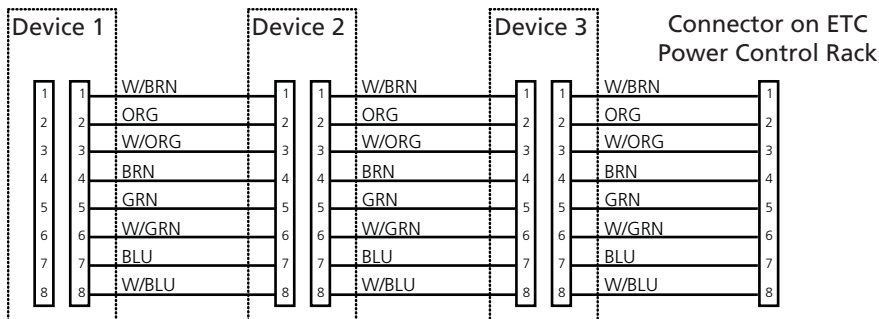 Device 1 Device 2 Device 3 Connector on ETC
Power Control Rack
1 1 W/BRN 1 1 W/BRN 1 1 W/BRN 1
2 2 ORG 2 2 ORG 2 2 ORG 2
3 3 W/ORG 3 3 W/ORG 3 3 W/ORG 3
4 4 BRN 4 4 BRN 4 4 BRN 4
5 5 GRN 5 5 GRN 5 5 GRN 5
6 6 W/GRN 6 6 W/GRN 6 6 W/GRN 6
7 7 BLU 7 7 BLU 7 7 BLU 7
8 8 W/BLU 8 8 W/BLU 8 8 W/BLU 8